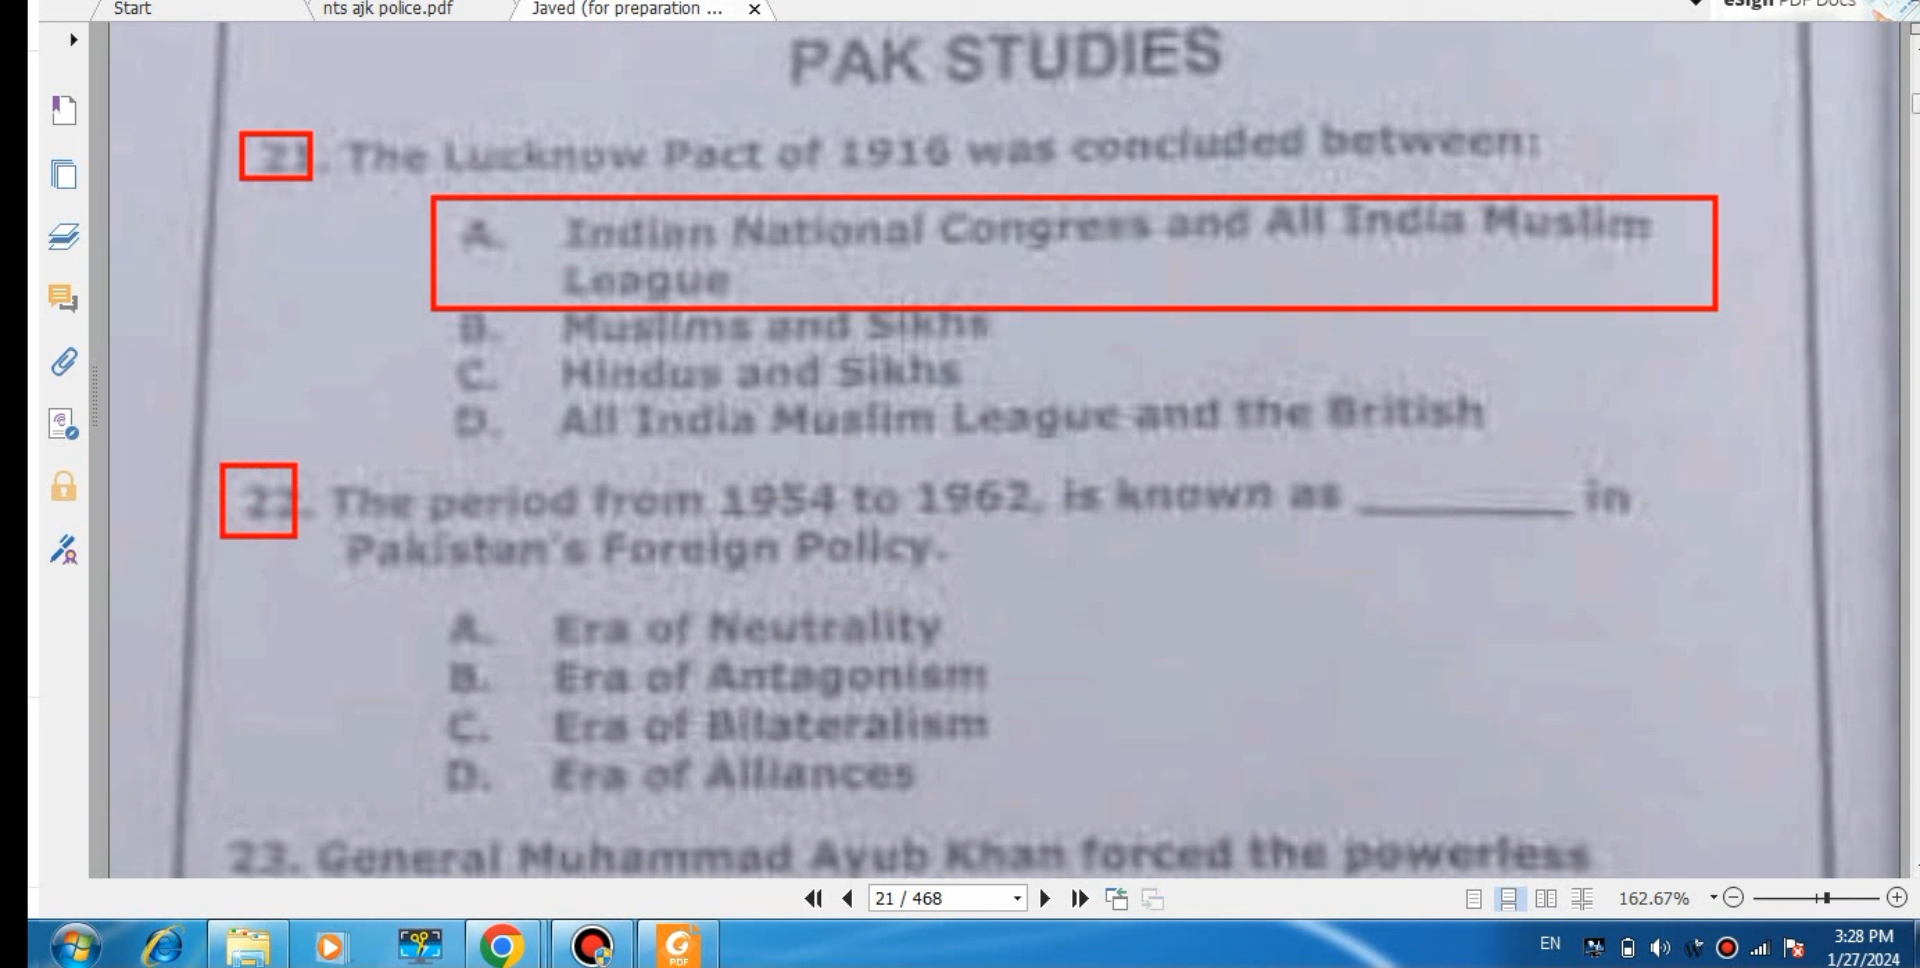 Start
nts ajk police.pdf
Javed (for preparation ...
eSign PDF Docs
PAK STUDIES
21. The Lucknow Pact of 1916 was concluded between:
A. Indian National Congress and All India Muslim
League
B. Muslims and Sikhs
C. Hindus and Sikhs
D. All India Muslim League and the British
22. The period from 1954 to 1962, is known as ________ in
Pakistan's Foreign Policy.
A. Era of Neutrality
B. Era of Antagonism
C. Era of Bilateralism
D. Era of Alliances
23. General Muhammad Ayub Khan forced the powerless
21 / 468
162.67%
PDF
EN
3:28 PM
1/27/2024